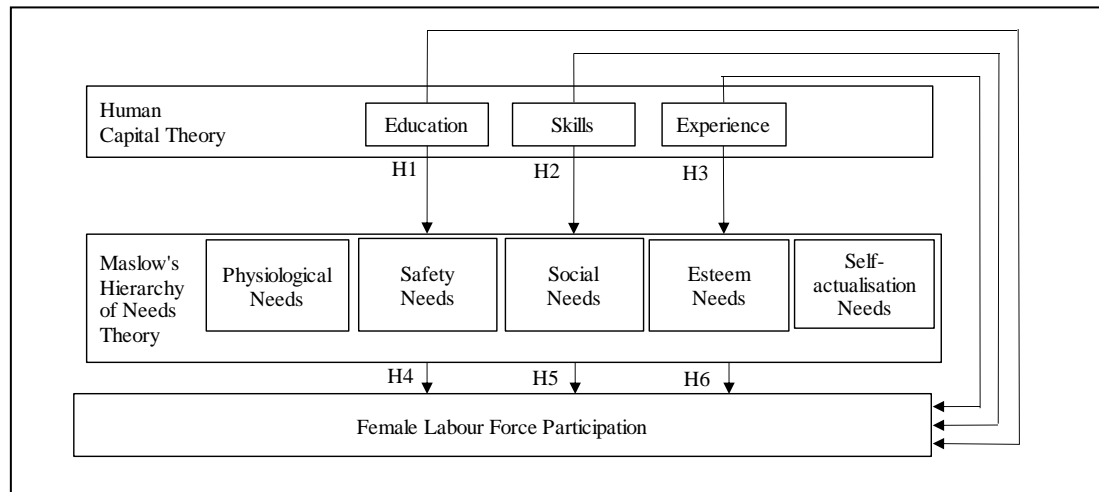 Human
Capital Theory
Education
Skills
Experience
H1
H2
H3
Maslow's
Hierarchy
of Needs
Theory
Physiological
Needs
Safety
Needs
Social
Needs
Esteem
Needs
Self-
actualisation
Needs
H4
H5
H6
Female Labour Force Participation